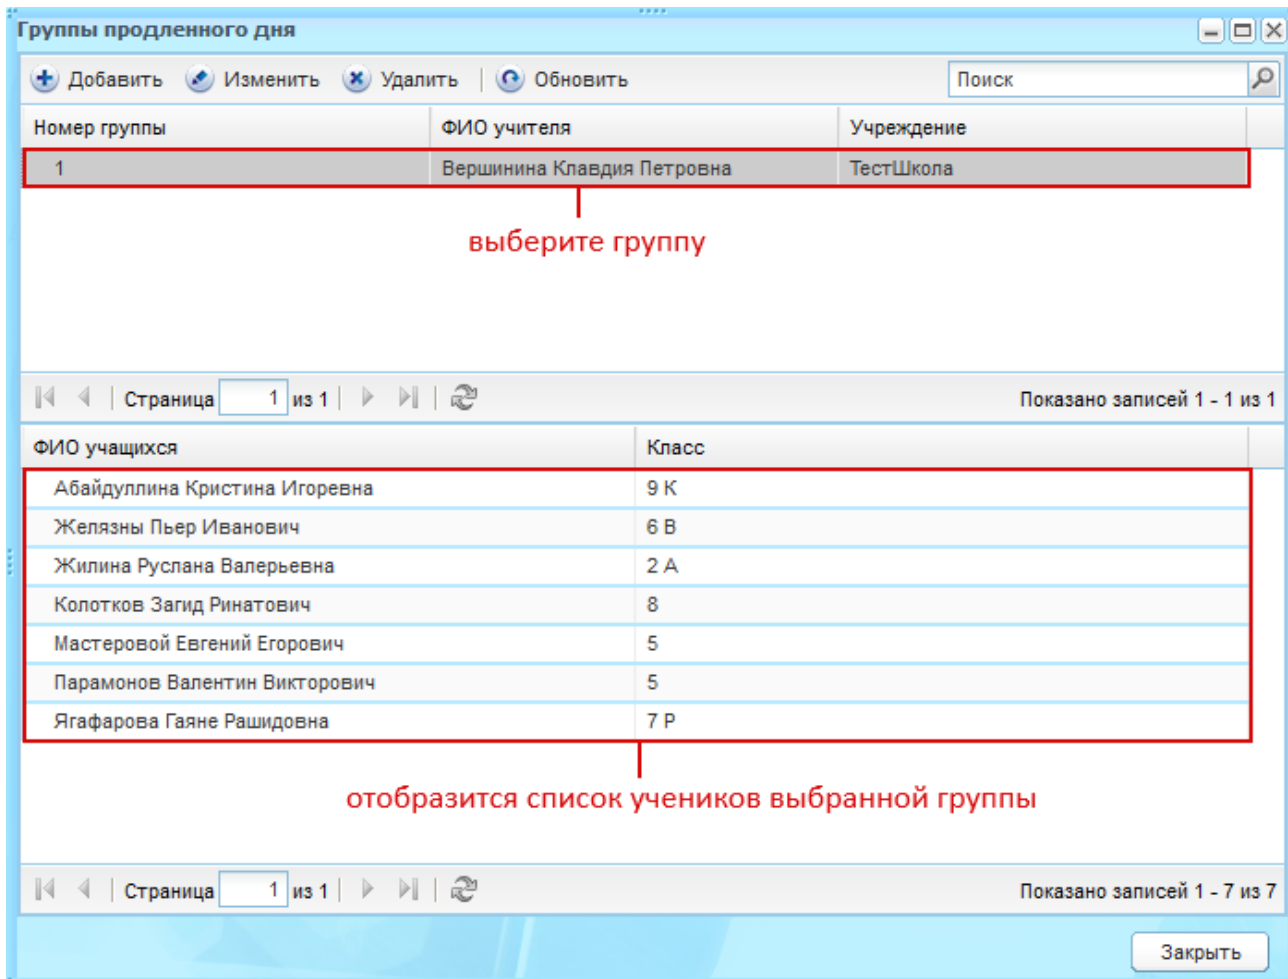 Группы продленного дня
Добавить Изменить Удалить Обновить Поиск
Номер группы ФИО учителя Учреждение
1 Вершинина Клавдия Петровна ТестШкола
выберите группу
Страница 1 из 1 Показано записей 1 - 1 из 1
ФИО учащихся Класс
Абайдуллина Кристина Игоревна 9 К
Желязны Пьер Иванович 6 В
Жилина Руслана Валерьевна 2 А
Колотков Загид Ринатович 8
Мастеровой Евгений Егорович 5
Парамонов Валентин Викторович 5
Ягафарова Гаяне Рашидовна 7 Р
отобразится список учеников выбранной группы
Страница 1 из 1 Показано записей 1 - 7 из 7
Закрыть